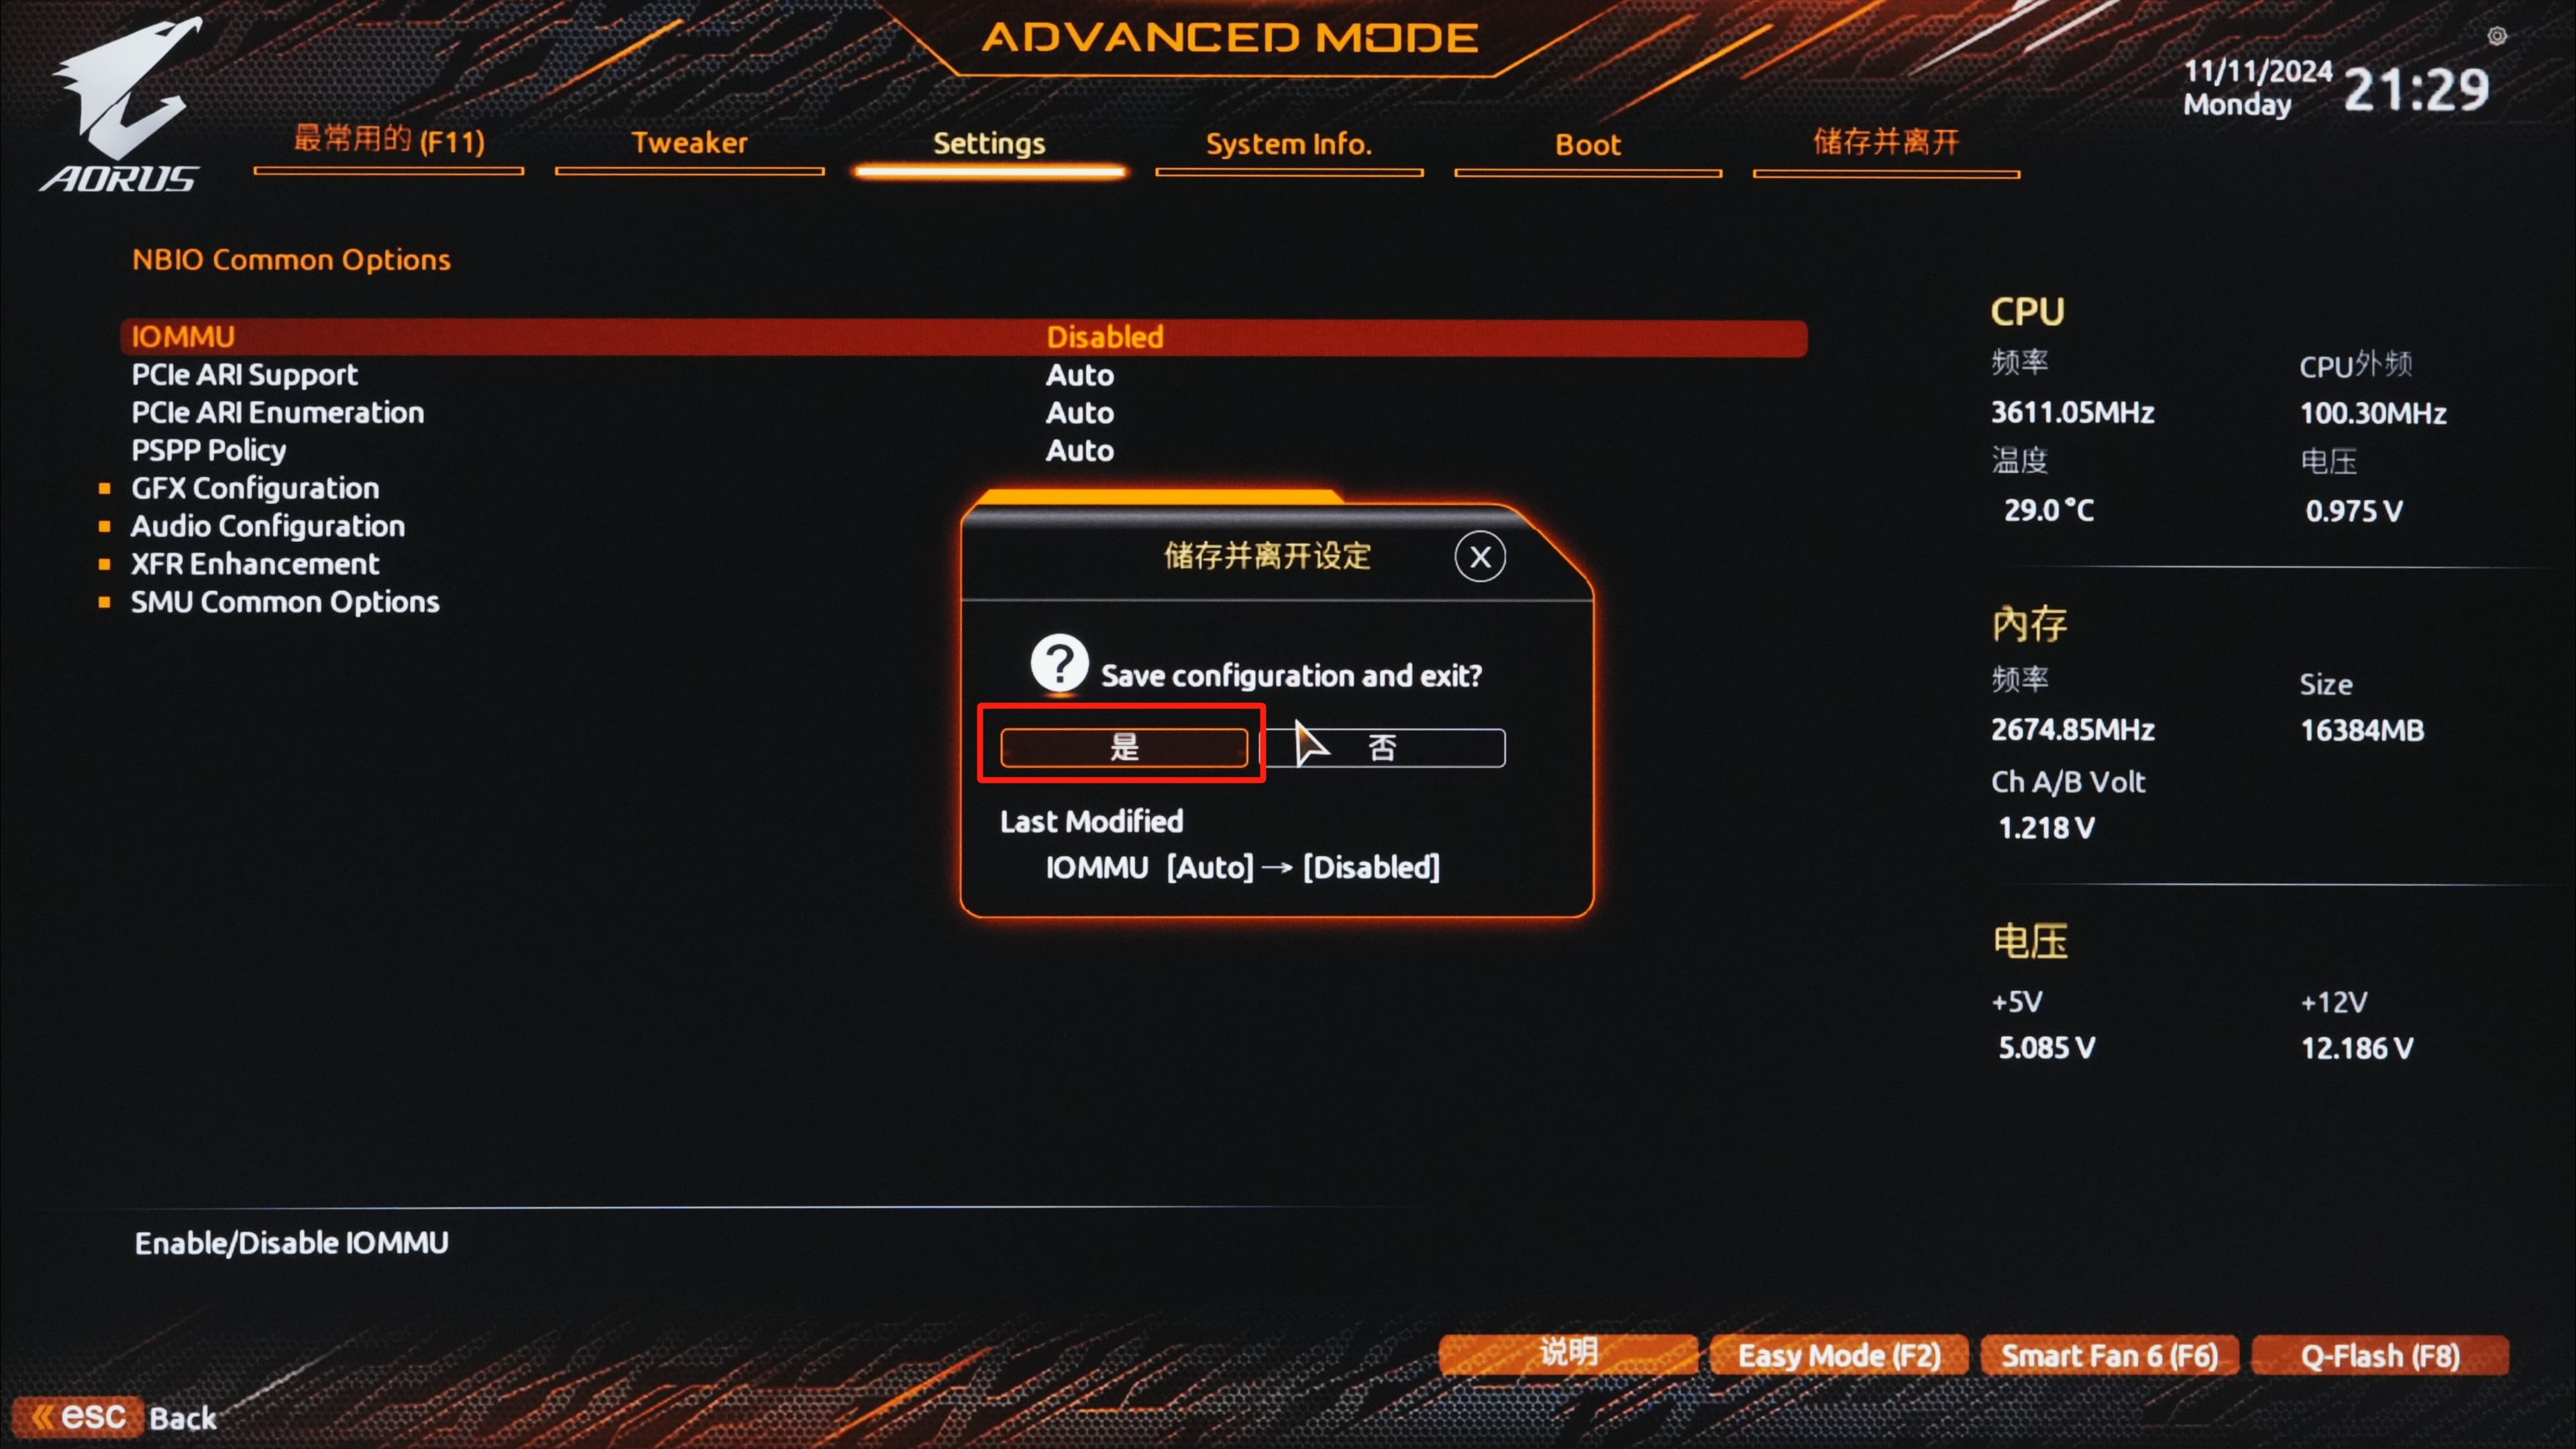 ADVANCED MODE
AORUS
11/11/2024
Monday
21:29
最常用的 (F11)
Tweaker
Settings
System Info.
Boot
储存并离开
NBIO Common Options
IOMMU Disabled
PCIe ARI Support Auto
PCIe ARI Enumeration Auto
PSPP Policy Auto
GFX Configuration
Audio Configuration
XFR Enhancement
SMU Common Options
储存并离开设定
X
? Save configuration and exit?
是 否
Last Modified
IOMMU [Auto] → [Disabled]
CPU
频率 CPU外频
3611.05MHz 100.30MHz
温度 电压
29.0 °C 0.975 V
内存
频率 Size
2674.85MHz 16384MB
Ch A/B Volt
1.218 V
电压
+5V +12V
5.085 V 12.186 V
Enable/Disable IOMMU
说明
Easy Mode (F2)
Smart Fan 6 (F6)
Q-Flash (F8)
« esc Back